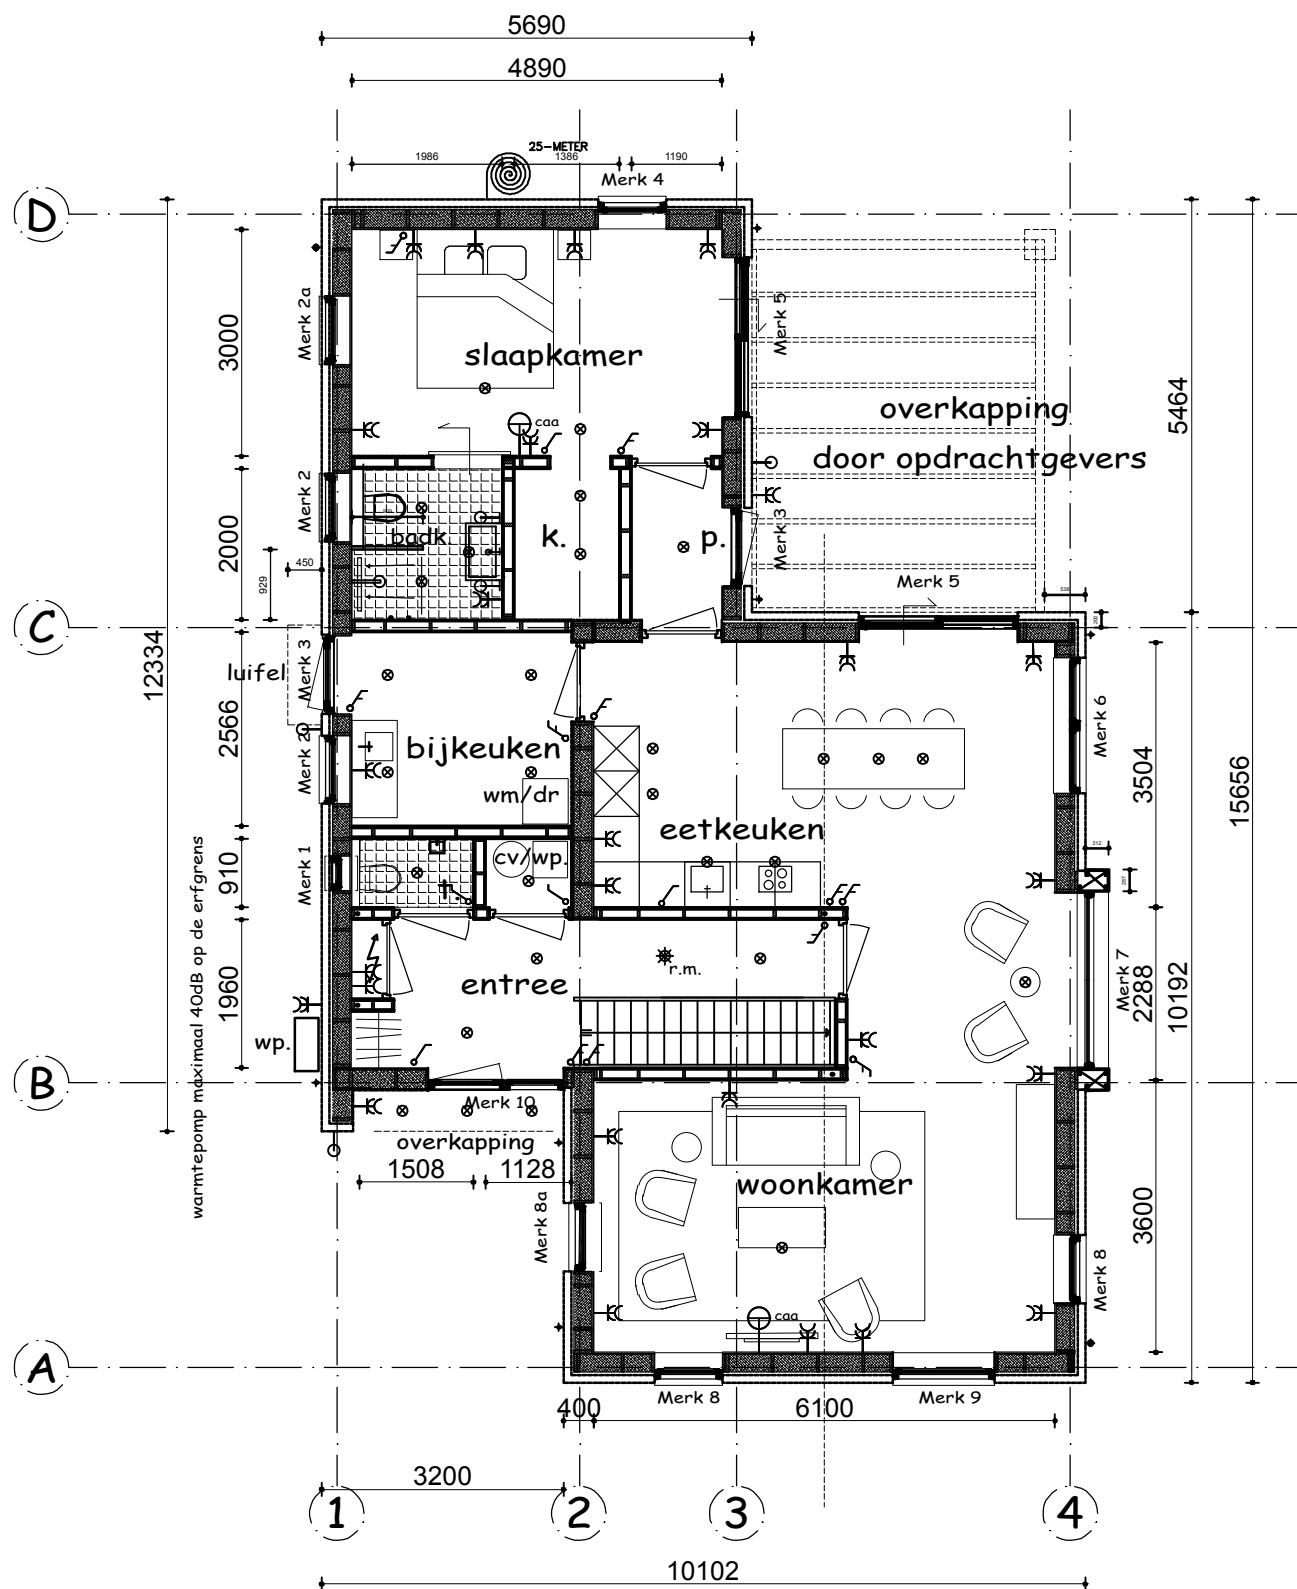 5690
4890
25-METER
1986
1386
1190
Merk 4
D
Merk 2a
Merk 5
3000
slaapkamer
caa
overkapping
door opdrachtgevers
5464
Merk 2
2000
badk.
k.
p.
Merk 3
450
929
Merk 5
538
C
luifel
Merk 3
12334
2566
Merk 2
bijkeuken
wm/dr
eetkeuken
Merk 6
3504
15656
312
287
910
Merk 1
cv/wp.
1960
entree
r.m.
Merk 7
2288
10192
wp.
warmtepomp maximaal 40dB op de erfgrens
B
Merk 10
overkapping
1508
1128
Merk 8a
woonkamer
3600
Merk 8
caa
A
Merk 8
Merk 9
400
6100
3200
1
2
3
4
10102